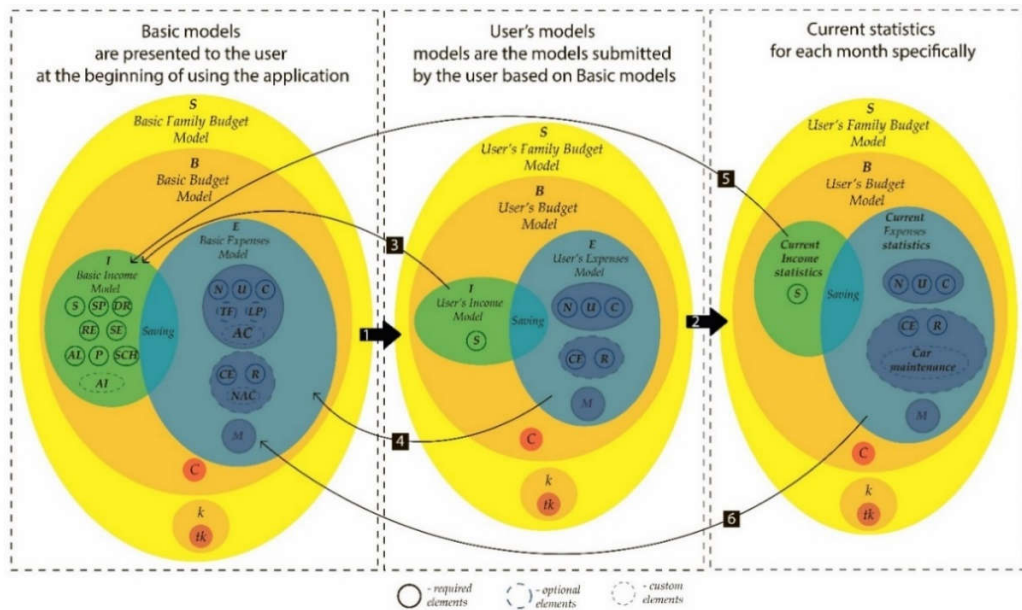 Basic models
are presented to the user
at the beginning of using the application
S
Basic Family Budget
Model
B
Basic Budget
Model
E
Basic Expenses
Model
I
Basic Income
Model
S SP DR
RE SE
AL P SCH
AI
Saving
N U C
TF LP
AC
CE R
NAC
M
C
k
tk
1
User's models
models are the models submitted
by the user based on Basic models
S
User's Family Budget
Model
B
User's Budget
Model
E
User's Expenses
Model
3
I
User's Income
Model
S
Saving
N U C
CE R
M
4
C
k
tk
2
Current statistics
for each month specifically
S
User's Family Budget
Model
5
B
User's Budget
Model
Current
Expenses
statistics
Current
Income
statistics
S
Saving
N U C
CE R
Car
maintenance
M
C
k
tk
6
- required
elements
- optional
elements
- custom
elements